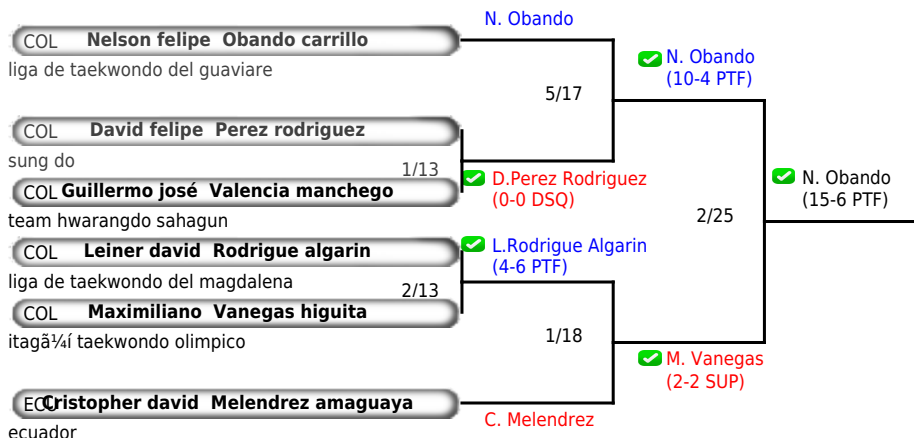 N. Obando
COL Nelson felipe Obando carrillo
liga de taekwondo del guaviare
N. Obando
(10-4 PTF)
5/17
COL David felipe Perez rodriguez
sung do
1/13
COL Guillermo josé Valencia manchego
team hwarangdo sahagun
D.Perez Rodriguez
(0-0 DSQ)
N. Obando
(15-6 PTF)
2/25
COL Leiner david Rodrigue algarin
liga de taekwondo del magdalena
L.Rodrigue Algarin
(4-6 PTF)
2/13
COL Maximiliano Vanegas higuita
itagã¼í taekwondo olimpico
1/18
M. Vanegas
(2-2 SUP)
ECU Cristopher david Melendrez amaguaya
ecuador
C. Melendrez